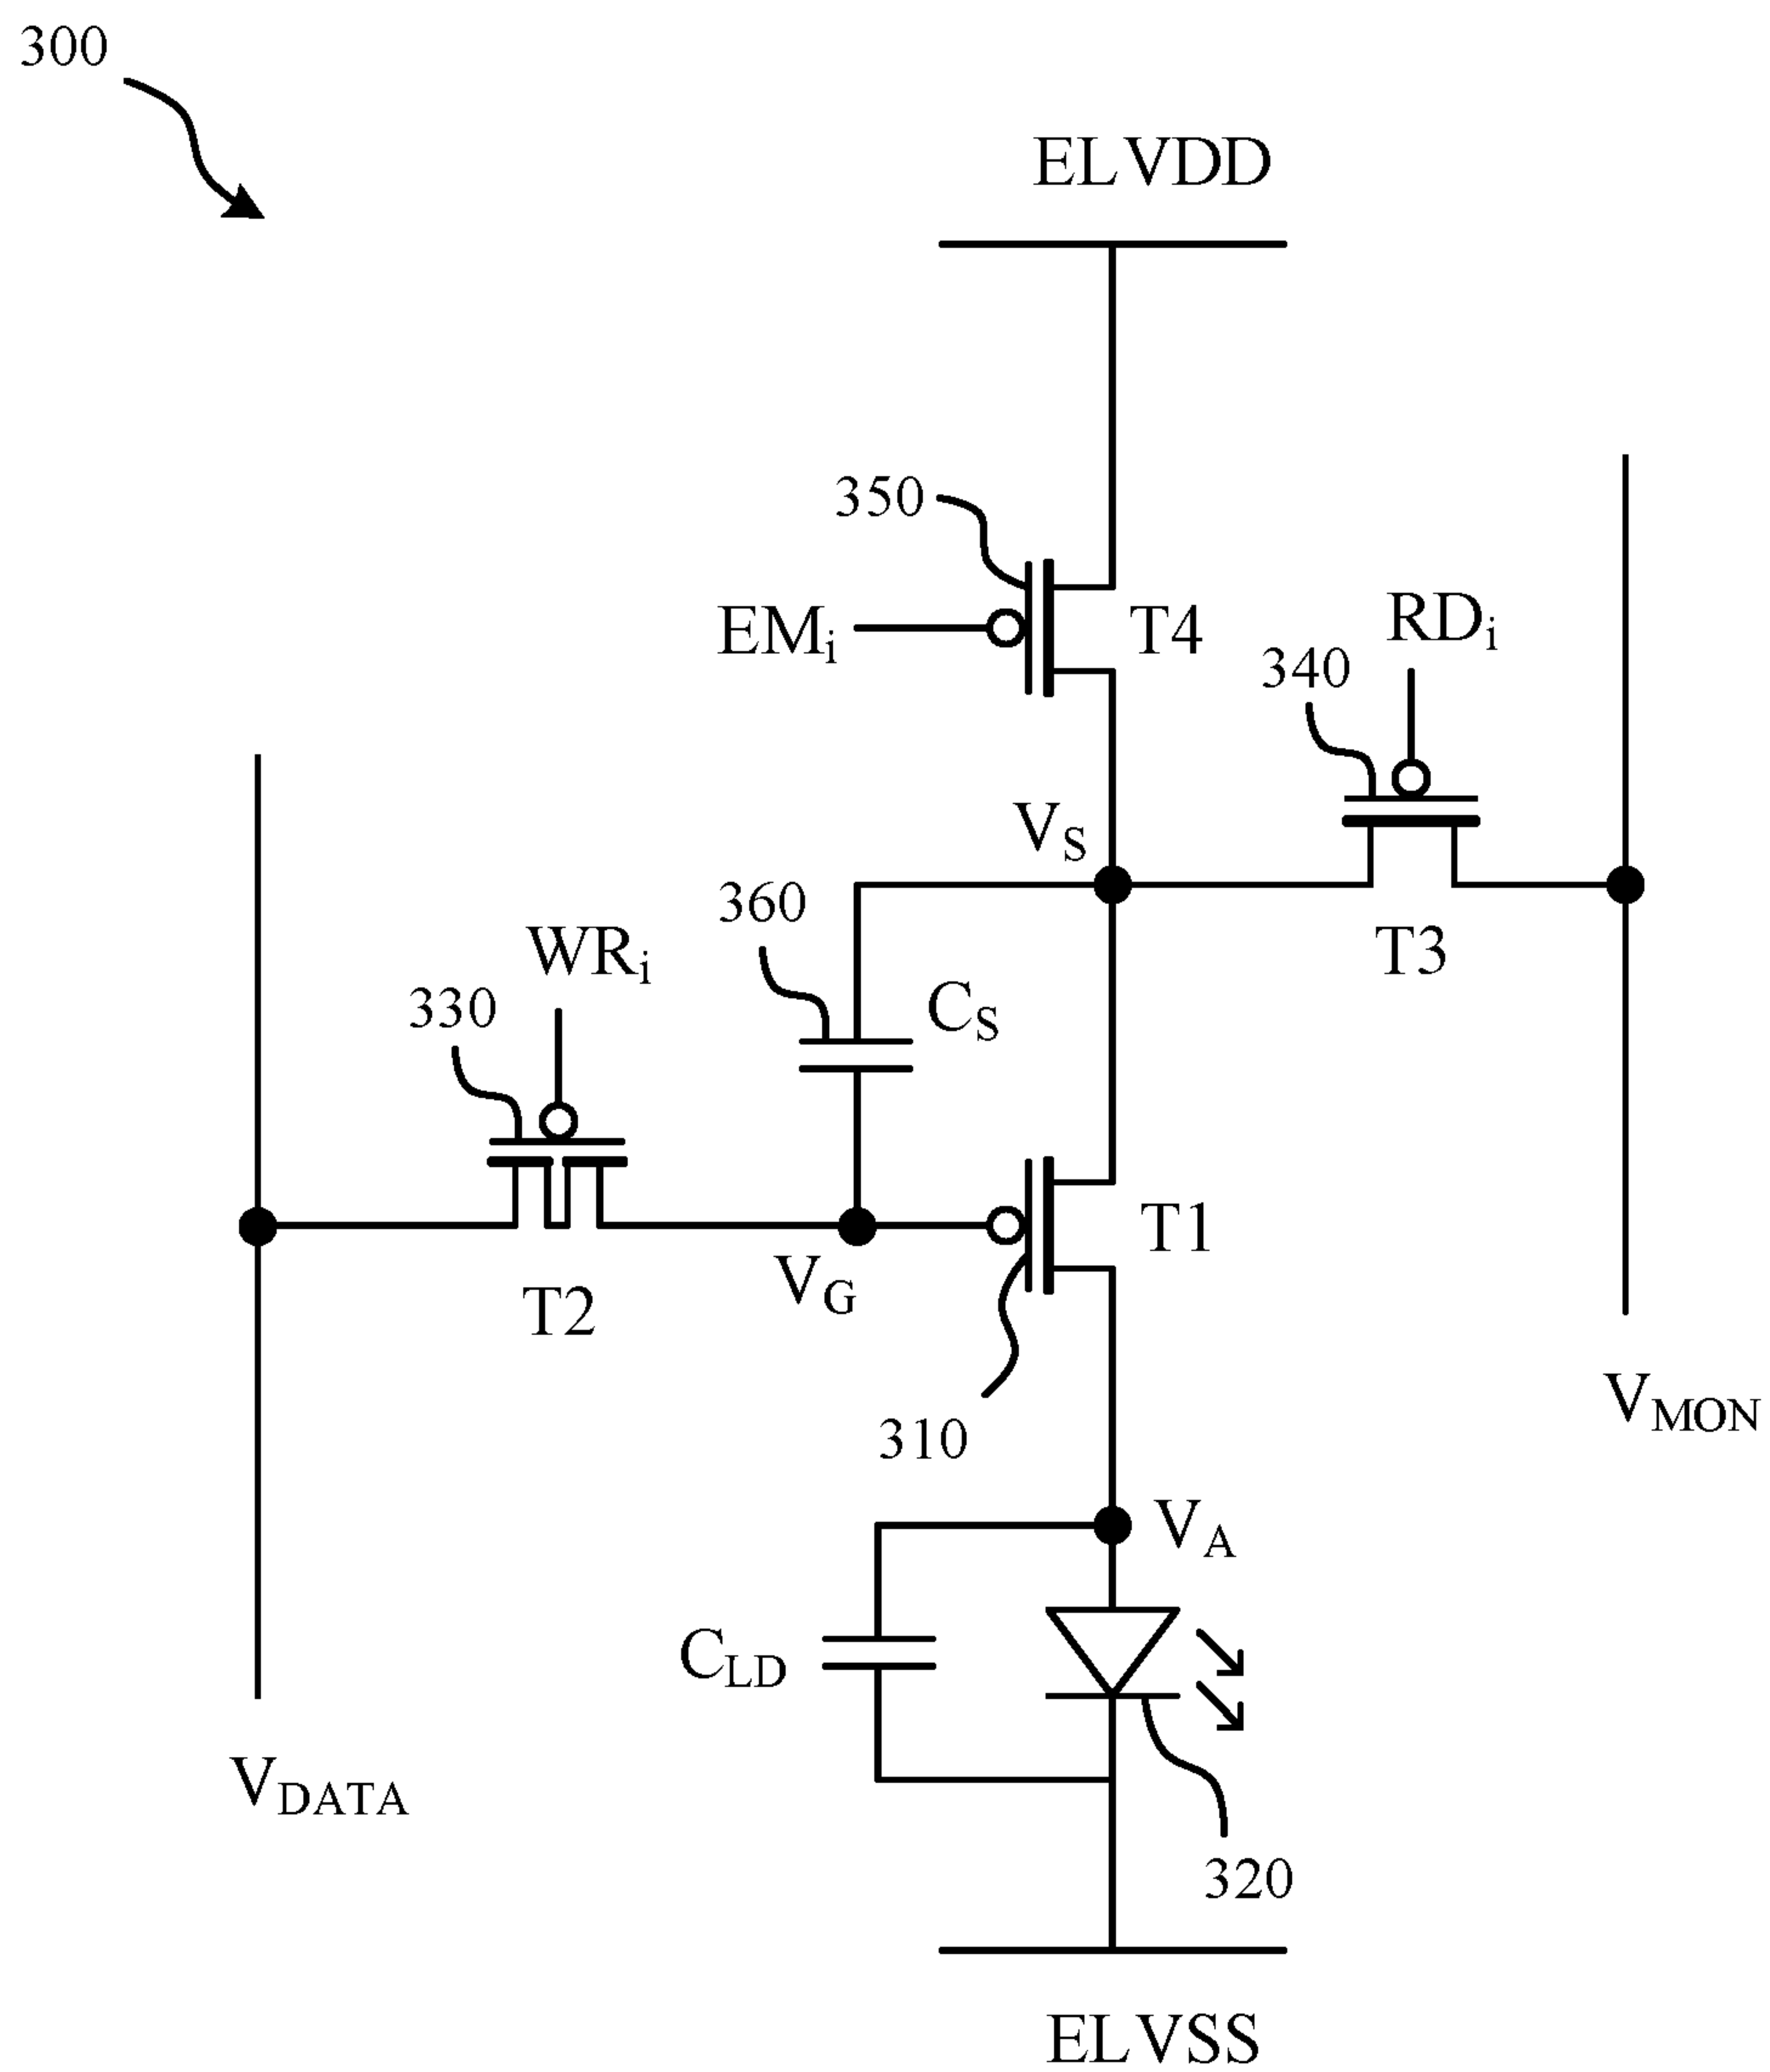 300
ELVDD
350
EMi
T4
RDi
340
VS
360
WRi
CS
T3
330
T1
VG
T2
VMON
310
VA
CLD
VDATA
320
ELVSS